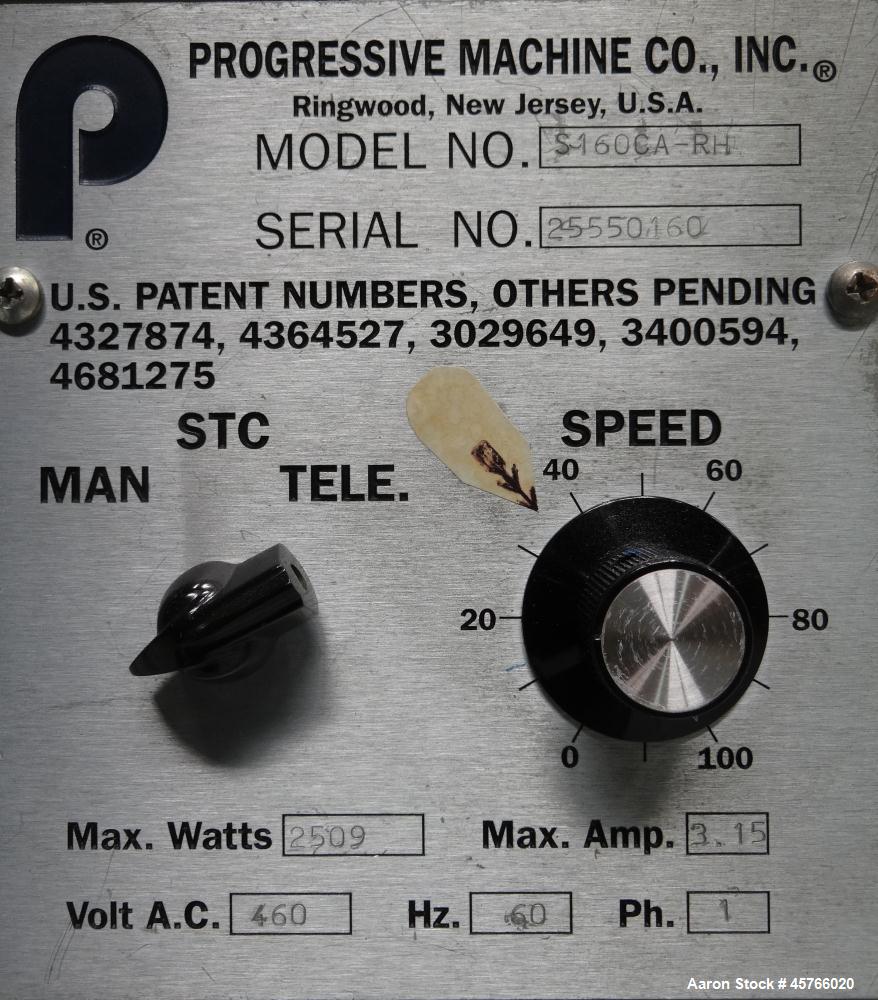 PROGRESSIVE MACHINE CO., INC.®
Ringwood, New Jersey, U.S.A.
MODEL NO. S160CA-RH
SERIAL NO. 25550160
®
U.S. PATENT NUMBERS, OTHERS PENDING
4327874, 4364527, 3029649, 3400594,
4681275
STC
MAN TELE.
SPEED
40 60
20 80
0 100
Max. Watts 2509 Max. Amp. 3.15
Volt A.C. 460 Hz. 60 Ph. 1
Aaron Stock # 45766020